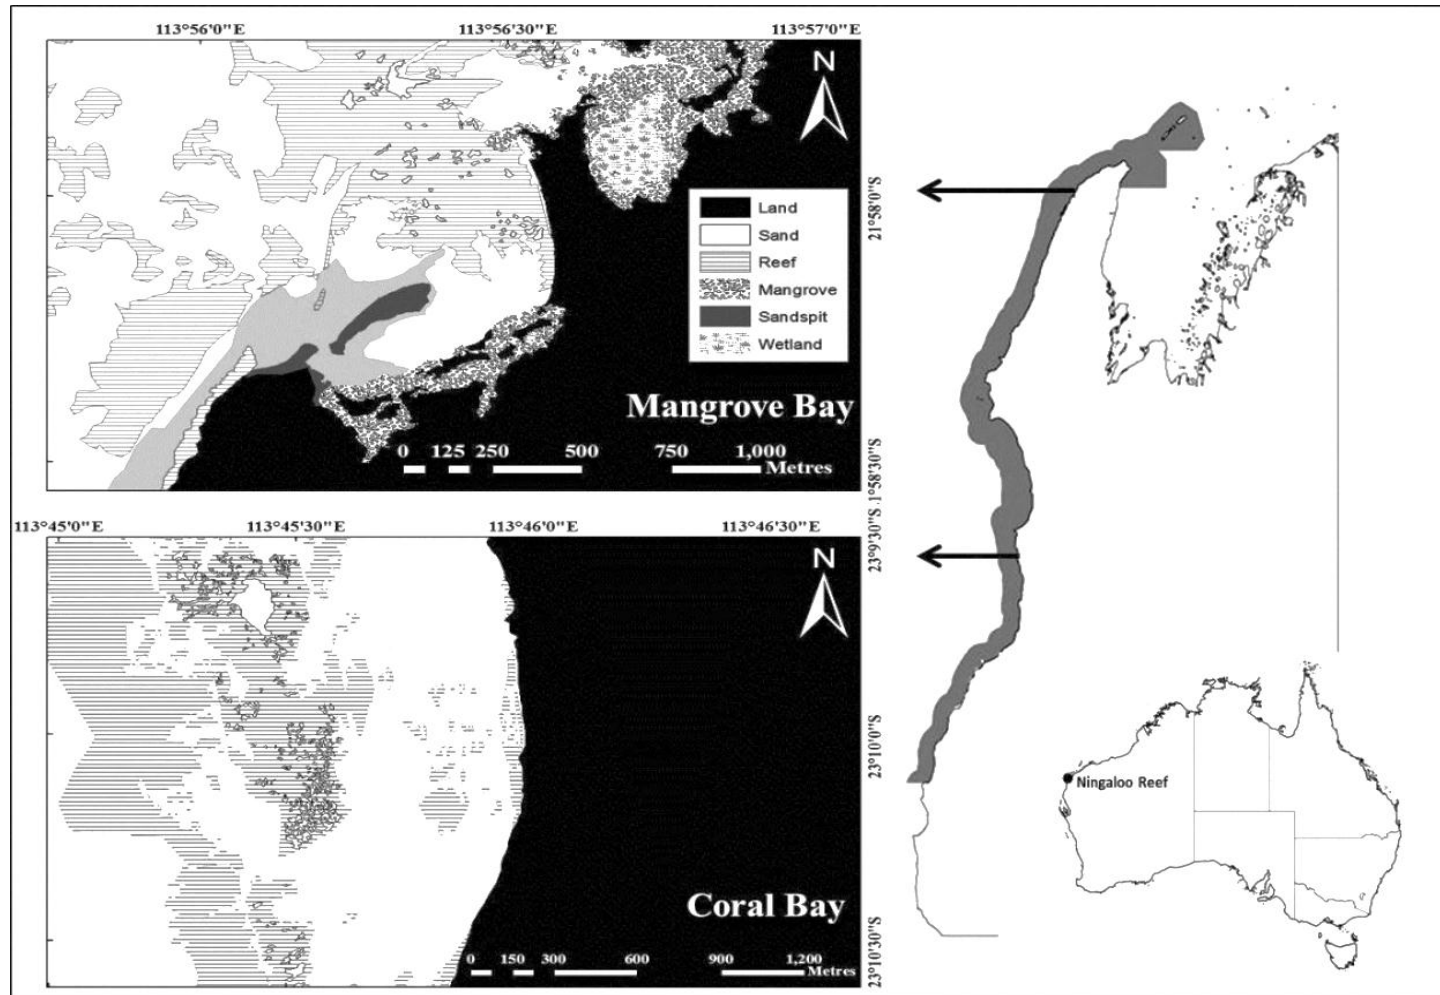 113°56'0"E 113°56'30"E 113°57'0"E
N
21°58'0"S
Land
Sand
Reef
Mangrove
Sandspit
Wetland
Mangrove Bay
0 125 250 500 750 1,000
Metres
.1°58'30"S
113°45'0"E 113°45'30"E 113°46'0"E 113°46'30"E
23°9'30"S
N
23°10'0"S
Coral Bay
0 150 300 600 900 1,200
Metres
23°10'30"S
Ningaloo Reef